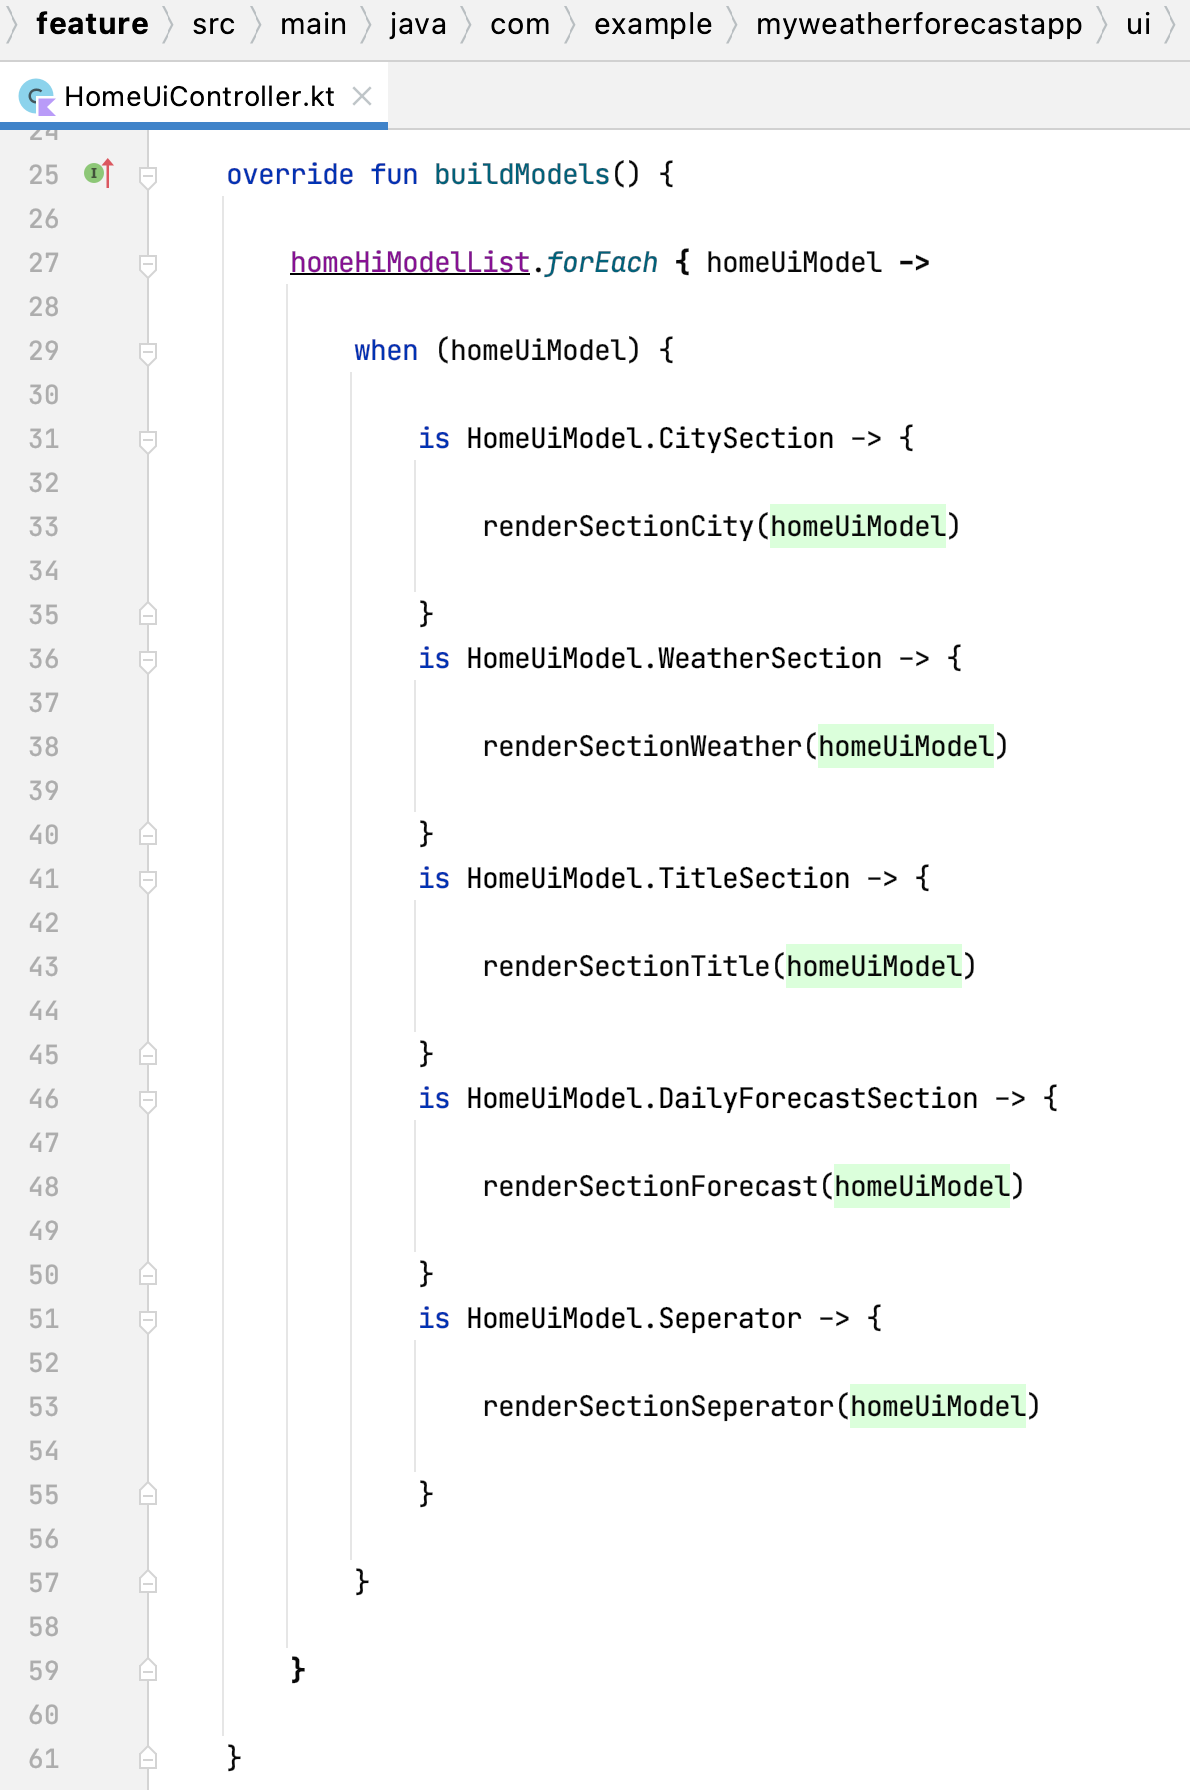 feature src main java com example myweatherforecastapp ui
HomeUiController.kt
24
25 override fun buildModels() {
26
27 homeHiModelList.forEach { homeUiModel ->
28
29 when (homeUiModel) {
30
31 is HomeUiModel.CitySection -> {
32
33 renderSectionCity(homeUiModel)
34
35 }
36 is HomeUiModel.WeatherSection -> {
37
38 renderSectionWeather(homeUiModel)
39
40 }
41 is HomeUiModel.TitleSection -> {
42
43 renderSectionTitle(homeUiModel)
44
45 }
46 is HomeUiModel.DailyForecastSection -> {
47
48 renderSectionForecast(homeUiModel)
49
50 }
51 is HomeUiModel.Seperator -> {
52
53 renderSectionSeperator(homeUiModel)
54
55 }
56
57 }
58
59 }
60
61 }